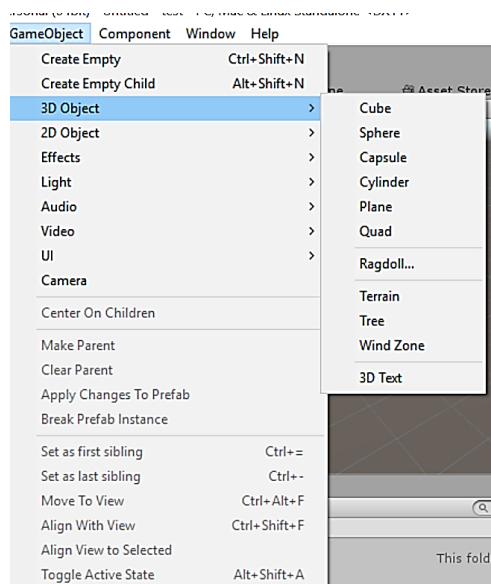 GameObject Component Window Help
Create Empty Ctrl+Shift+N
Create Empty Child Alt+Shift+N
Asset Store
3D Object >
Cube
2D Object >
Sphere
Effects >
Capsule
Light >
Cylinder
Audio >
Plane
Video >
Quad
UI >
Ragdoll...
Camera
Terrain
Center On Children
Tree
Make Parent
Wind Zone
Clear Parent
3D Text
Apply Changes To Prefab
Break Prefab Instance
Set as first sibling Ctrl+=
Set as last sibling Ctrl+-
Move To View Ctrl+Alt+F
Align With View Ctrl+Shift+F
Align View to Selected
This fold
Toggle Active State Alt+Shift+A